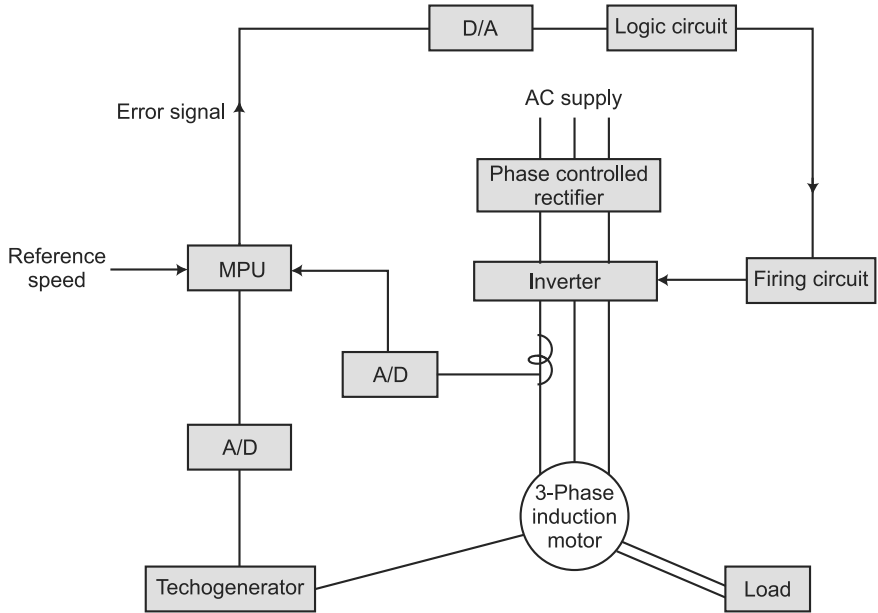 D/A
Logic circuit
AC supply
Error signal
Phase controlled
rectifier
Reference
speed
MPU
Inverter
Firing circuit
A/D
A/D
3-Phase
induction
motor
Techogenerator
Load